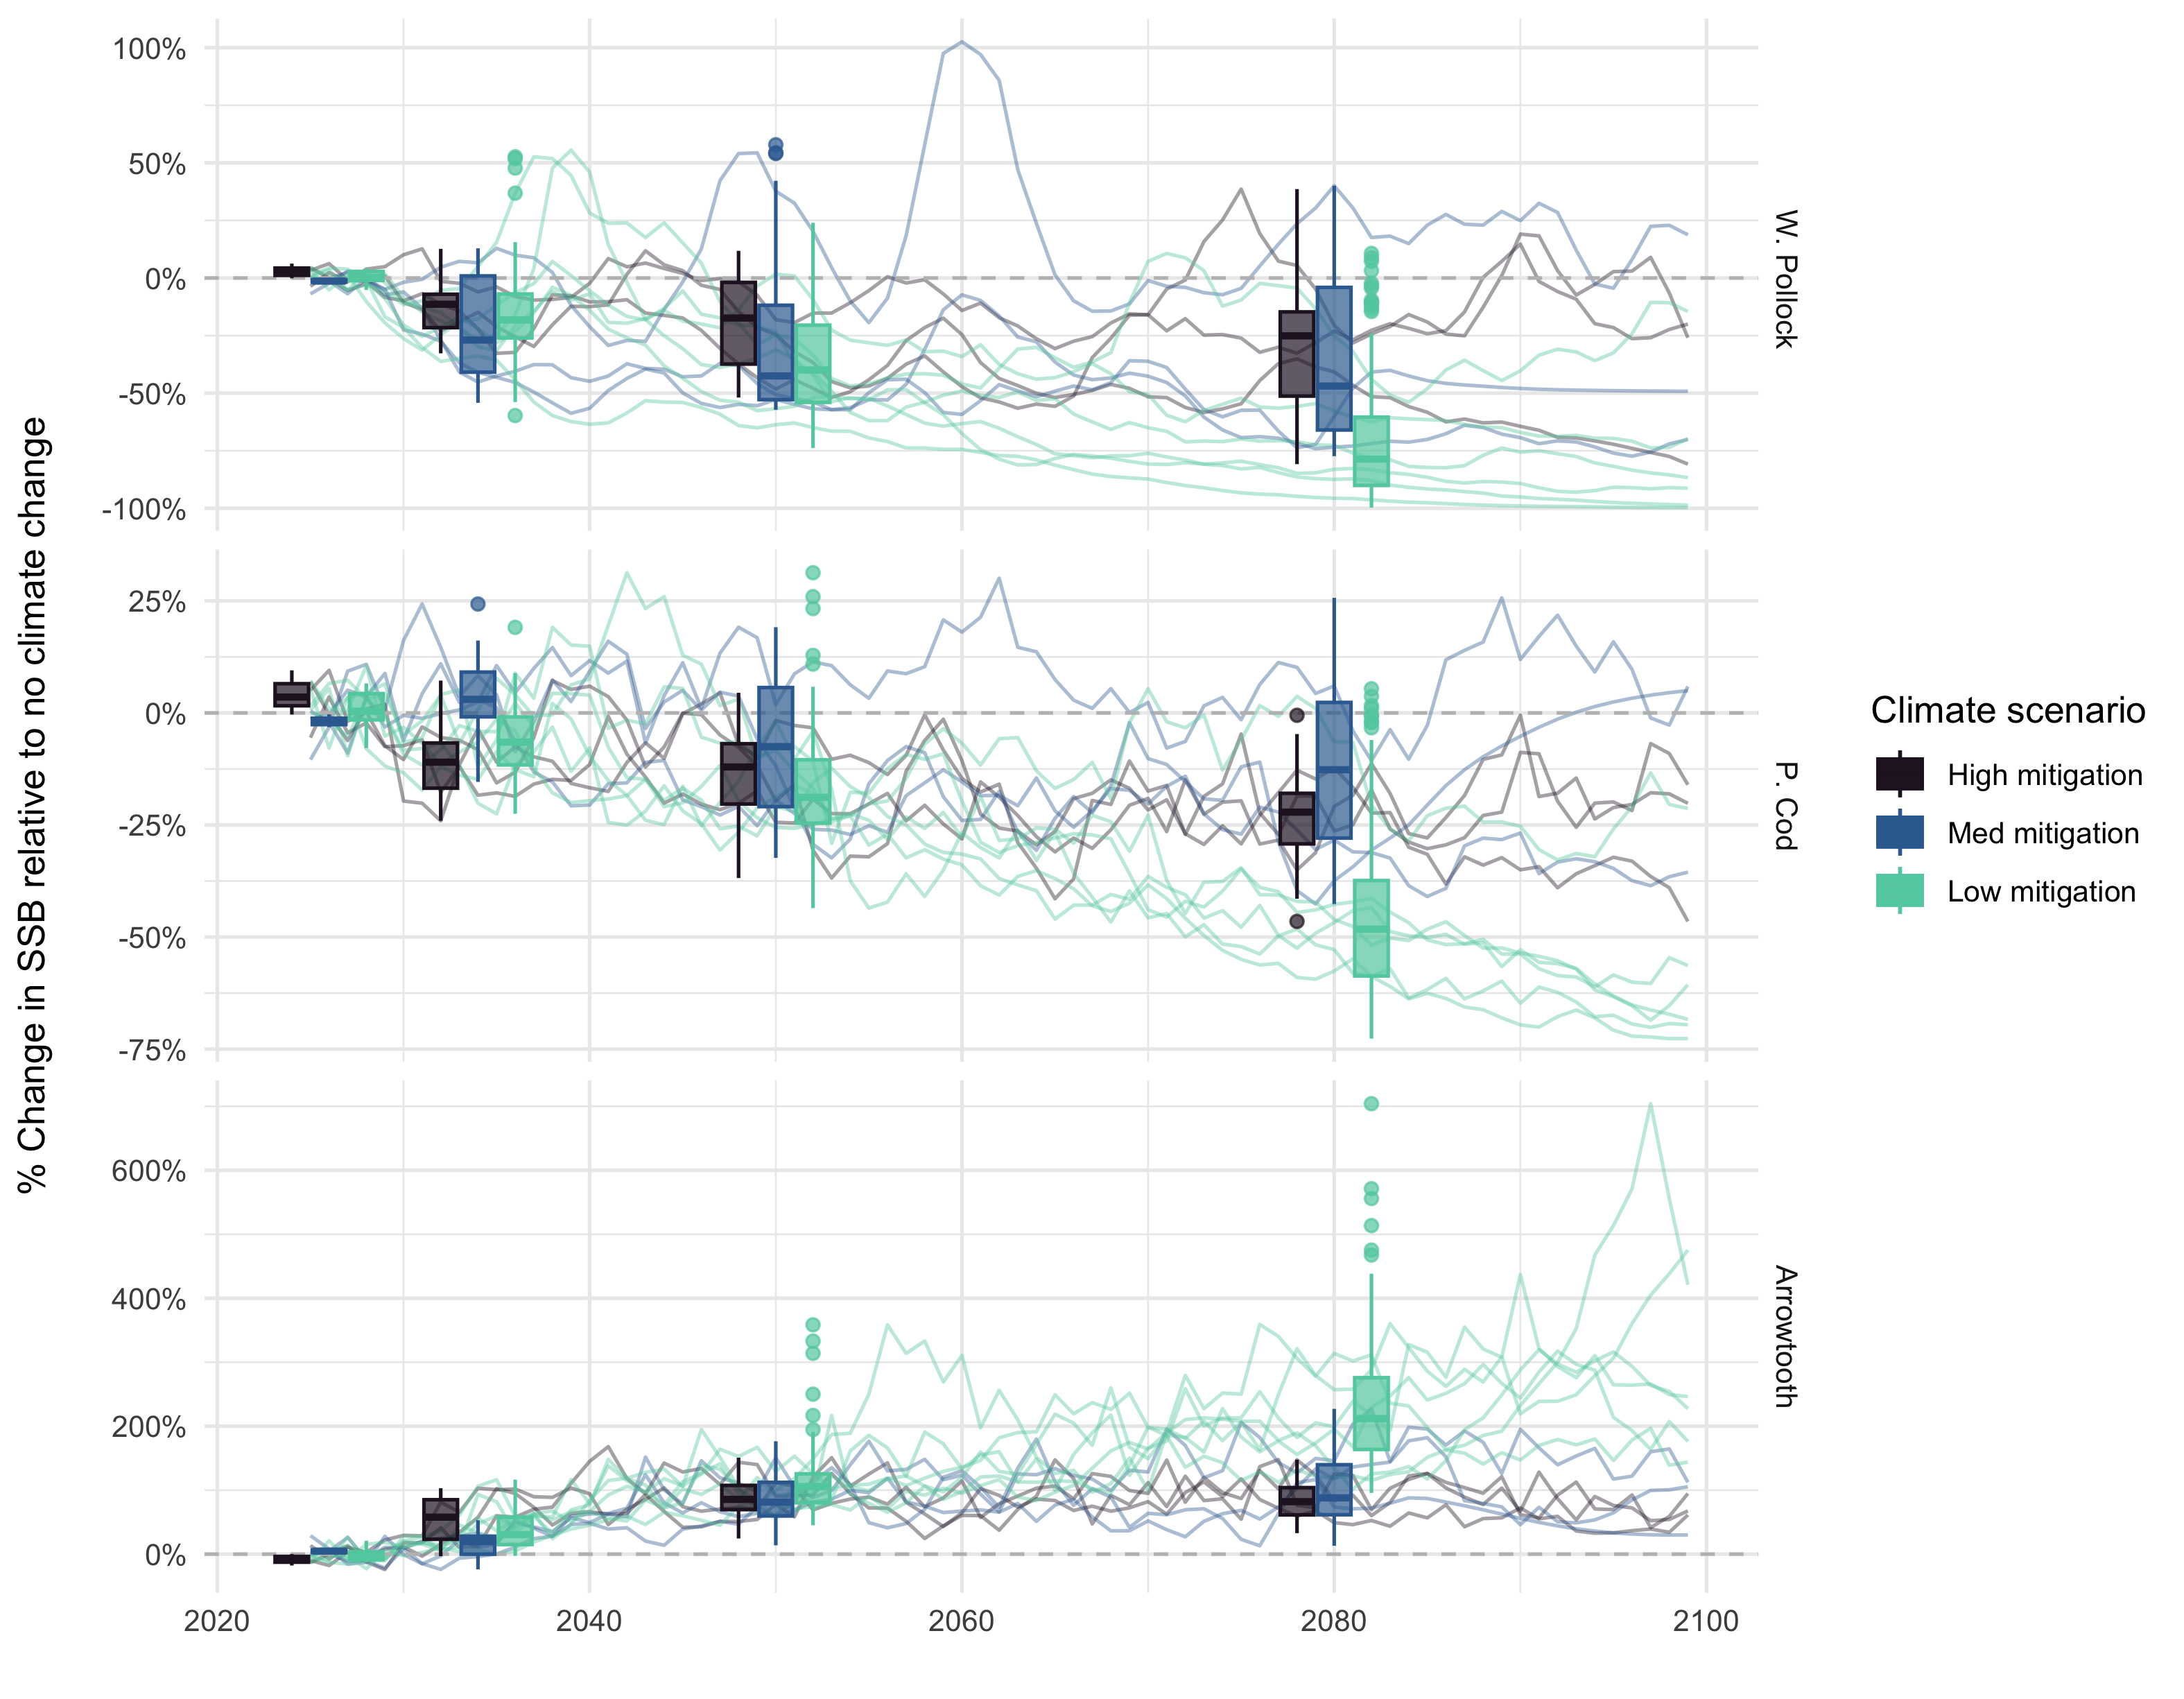 % Change in SSB relative to no climate change
100%
50%
0%
-50%
-100%
W. Pollock
25%
0%
-25%
-50%
-75%
P. Cod
600%
400%
200%
0%
Arrowtooth
2020 2040 2060 2080 2100
Climate scenario
High mitigation
Med mitigation
Low mitigation